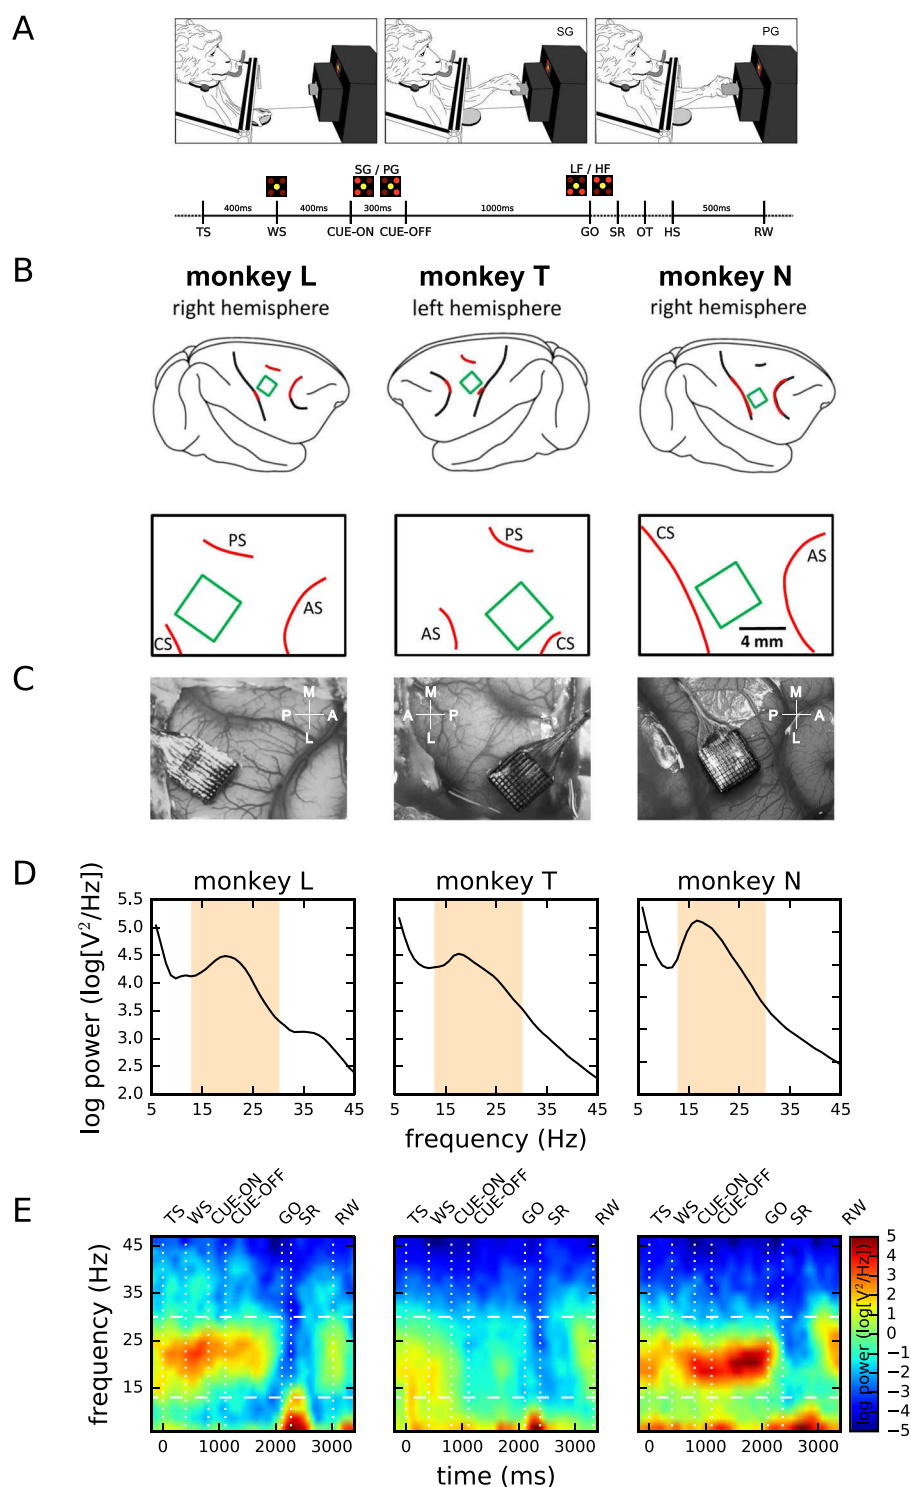 A
SG
PG
SG / PG
LF / HF
400ms
400ms
300ms
1000ms
500ms
TS
WS
CUE-ON
CUE-OFF
GO
SR
OT
HS
RW
B
monkey L
monkey T
monkey N
right hemisphere
left hemisphere
right hemisphere
PS
AS
CS
PS
AS
CS
CS
AS
4 mm
C
M
P
A
L
M
A
P
L
M
P
A
L
D
monkey L
monkey T
monkey N
log power (log[V²/Hz])
5.5
5.0
4.5
4.0
3.5
3.0
2.5
2.0
5 15 25 35 45
5 15 25 35 45
5 15 25 35 45
frequency (Hz)
E
TS WS CUE-ON CUE-OFF GO SR RW
TS WS CUE-ON CUE-OFF GO SR RW
TS WS CUE-ON CUE-OFF GO SR RW
frequency (Hz)
45
35
25
15
0 1000 2000 3000
0 1000 2000 3000
0 1000 2000 3000
time (ms)
log power (log[V²/Hz])
5
4
3
2
1
0
−1
−2
−3
−4
−5